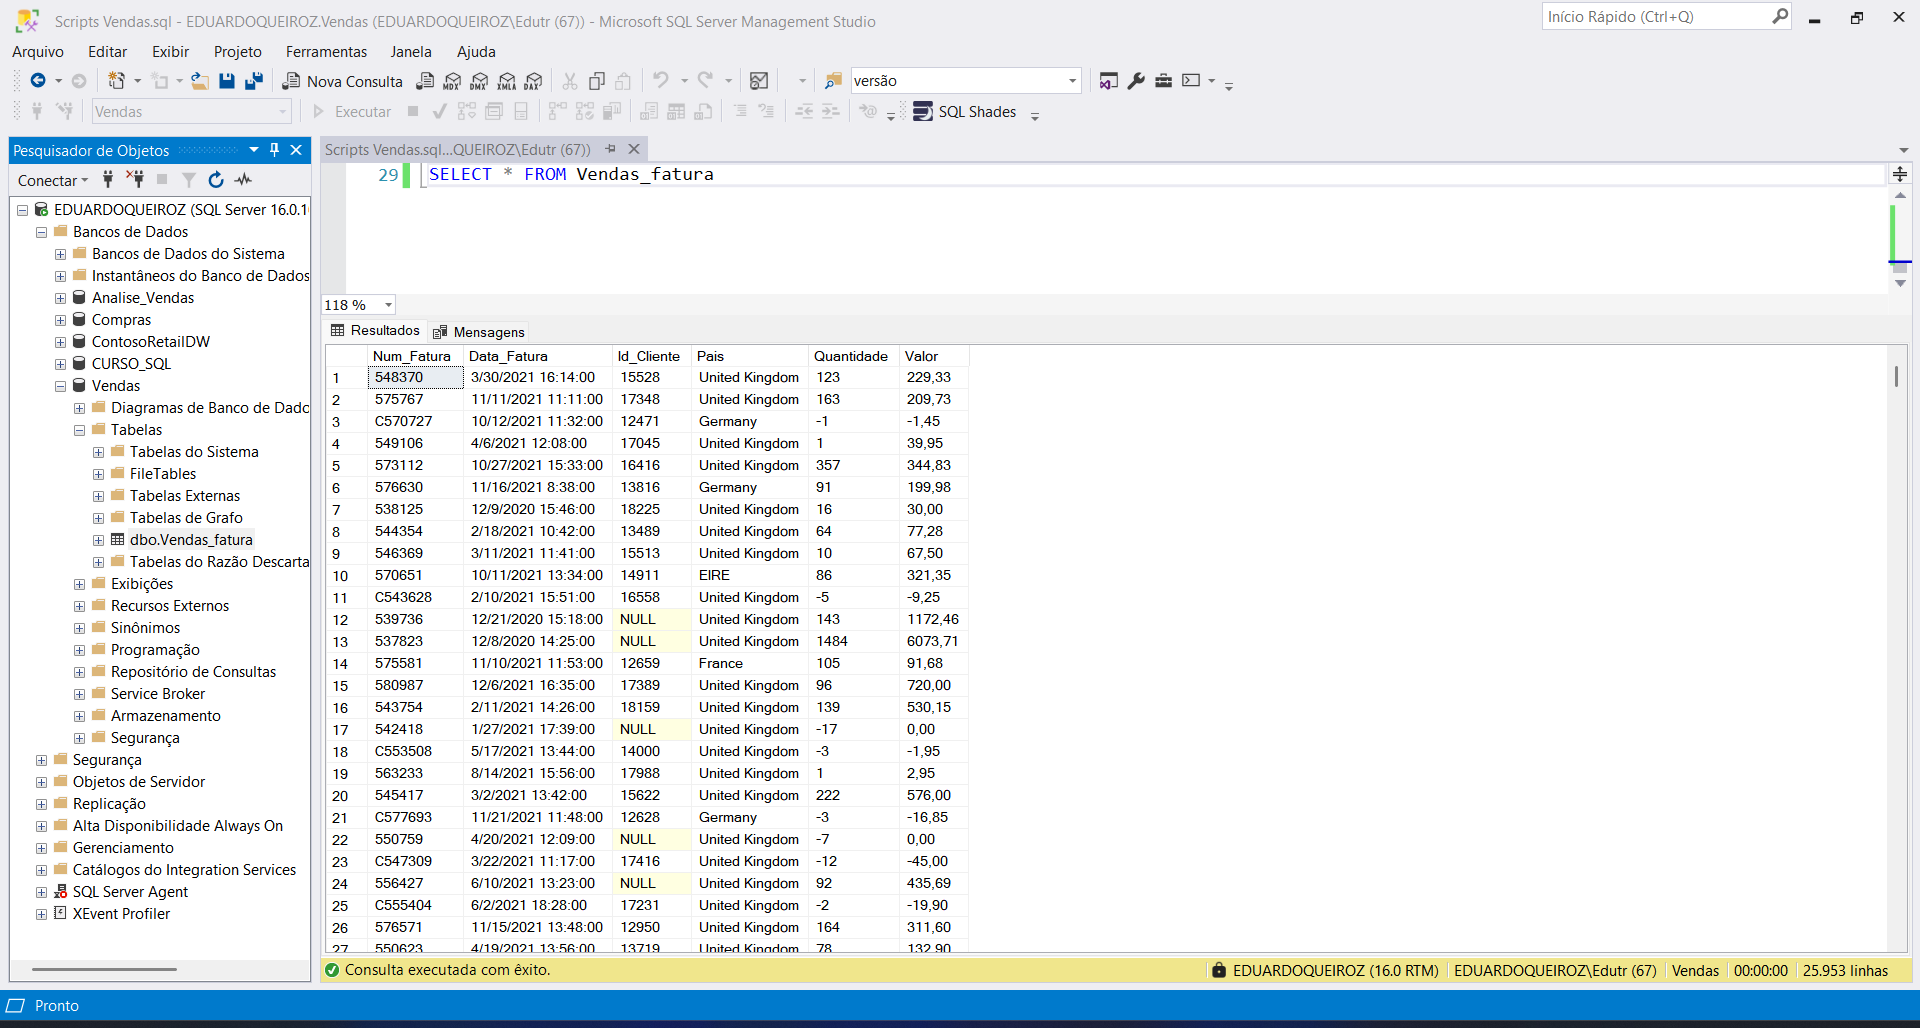 Scripts Vendas.sql - EDUARDOQUEIROZ.Vendas (EDUARDOQUEIROZ\Edutr (67)) - Microsoft SQL Server Management Studio
Início Rápido (Ctrl+Q)
Arquivo Editar Exibir Projeto Ferramentas Janela Ajuda
Nova Consulta MDX DMX XMLA DAX versão
Vendas Executar SQL Shades
Pesquisador de Objetos
Conectar
EDUARDOQUEIROZ (SQL Server 16.0.1
Bancos de Dados
Bancos de Dados do Sistema
Instantâneos do Banco de Dados
Analise_Vendas
Compras
ContosoRetailDW
CURSO_SQL
Vendas
Diagramas de Banco de Dado
Tabelas
Tabelas do Sistema
FileTables
Tabelas Externas
Tabelas de Grafo
dbo.Vendas_fatura
Tabelas do Razão Descarta
Exibições
Recursos Externos
Sinônimos
Programação
Repositório de Consultas
Service Broker
Armazenamento
Segurança
Segurança
Objetos de Servidor
Replicação
Alta Disponibilidade Always On
Gerenciamento
Catálogos do Integration Services
SQL Server Agent
XEvent Profiler
Scripts Vendas.sql...QUEIROZ\Edutr (67))
29 SELECT * FROM Vendas_fatura
118 %
Resultados Mensagens
Num_Fatura Data_Fatura Id_Cliente Pais Quantidade Valor
1 548370 3/30/2021 16:14:00 15528 United Kingdom 123 229,33
2 575767 11/11/2021 11:11:00 17348 United Kingdom 163 209,73
3 C570727 10/12/2021 11:32:00 12471 Germany -1 -1,45
4 549106 4/6/2021 12:08:00 17045 United Kingdom 1 39,95
5 573112 10/27/2021 15:33:00 16416 United Kingdom 357 344,83
6 576630 11/16/2021 8:38:00 13816 Germany 91 199,98
7 538125 12/9/2020 15:46:00 18225 United Kingdom 16 30,00
8 544354 2/18/2021 10:42:00 13489 United Kingdom 64 77,28
9 546369 3/11/2021 11:41:00 15513 United Kingdom 10 67,50
10 570651 10/11/2021 13:34:00 14911 EIRE 86 321,35
11 C543628 2/10/2021 15:51:00 16558 United Kingdom -5 -9,25
12 539736 12/21/2020 15:18:00 NULL United Kingdom 143 1172,46
13 537823 12/8/2020 14:25:00 NULL United Kingdom 1484 6073,71
14 575581 11/10/2021 11:53:00 12659 France 105 91,68
15 580987 12/6/2021 16:35:00 17389 United Kingdom 96 720,00
16 543754 2/11/2021 14:26:00 18159 United Kingdom 139 530,15
17 542418 1/27/2021 17:39:00 NULL United Kingdom -17 0,00
18 C553508 5/17/2021 13:44:00 14000 United Kingdom -3 -1,95
19 563233 8/14/2021 15:56:00 17988 United Kingdom 1 2,95
20 545417 3/2/2021 13:42:00 15622 United Kingdom 222 576,00
21 C577693 11/21/2021 11:48:00 12628 Germany -3 -16,85
22 550759 4/20/2021 12:09:00 NULL United Kingdom -7 0,00
23 C547309 3/22/2021 11:17:00 17416 United Kingdom -12 -45,00
24 556427 6/10/2021 13:23:00 NULL United Kingdom 92 435,69
25 C555404 6/2/2021 18:28:00 17231 United Kingdom -2 -19,90
26 576571 11/15/2021 13:48:00 12950 United Kingdom 164 311,60
27 550623 4/19/2021 13:56:00 13719 United Kingdom 78 132,90
Consulta executada com êxito. EDUARDOQUEIROZ (16.0 RTM) EDUARDOQUEIROZ\Edutr (67) Vendas 00:00:00 25.953 linhas
Pronto